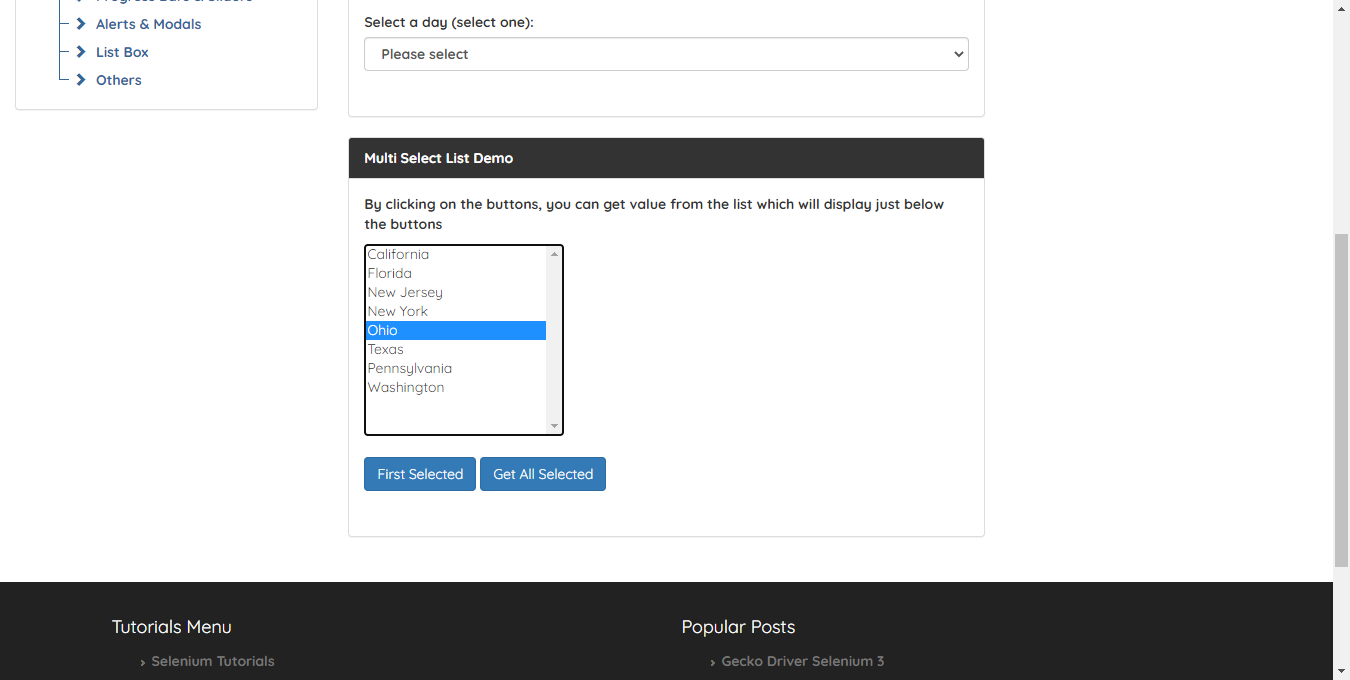 Alerts & Modals
List Box
Others
Select a day (select one):
Please select
Multi Select List Demo
By clicking on the buttons, you can get value from the list which will display just below
the buttons
California
Florida
New Jersey
New York
Ohio
Texas
Pennsylvania
Washington
First Selected
Get All Selected
Tutorials Menu
Selenium Tutorials
Popular Posts
Gecko Driver Selenium 3